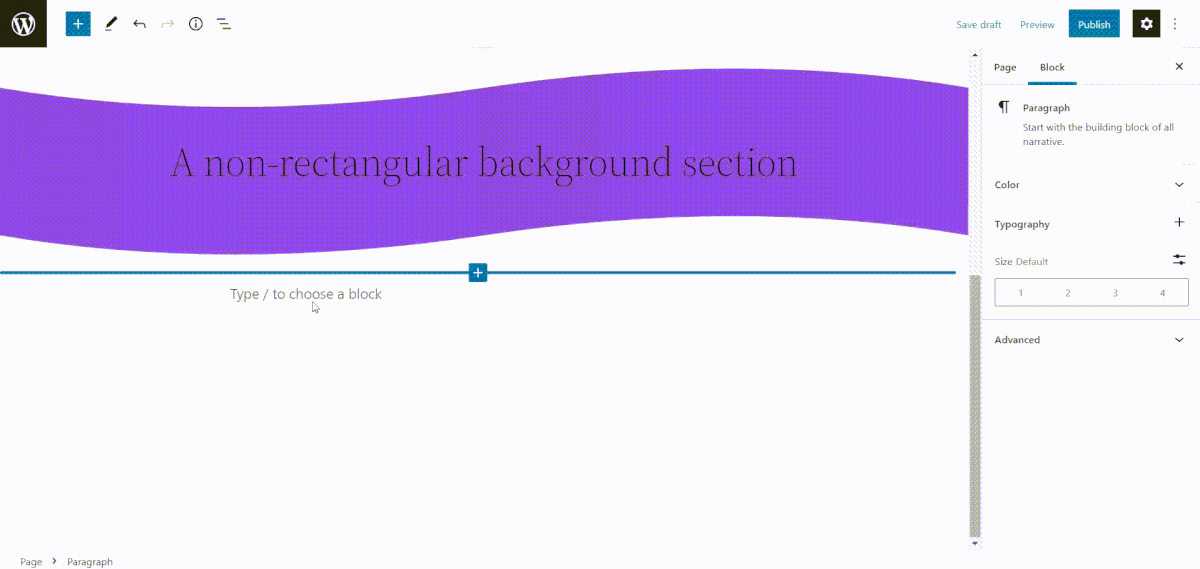 Save draft
Preview
Publish
Page
Block
A non-rectangular background section
Type / to choose a block
Paragraph
Start with the building block of all
narrative.
Color
Typography
Size Default
1 2 3 4
Advanced
Page
Paragraph